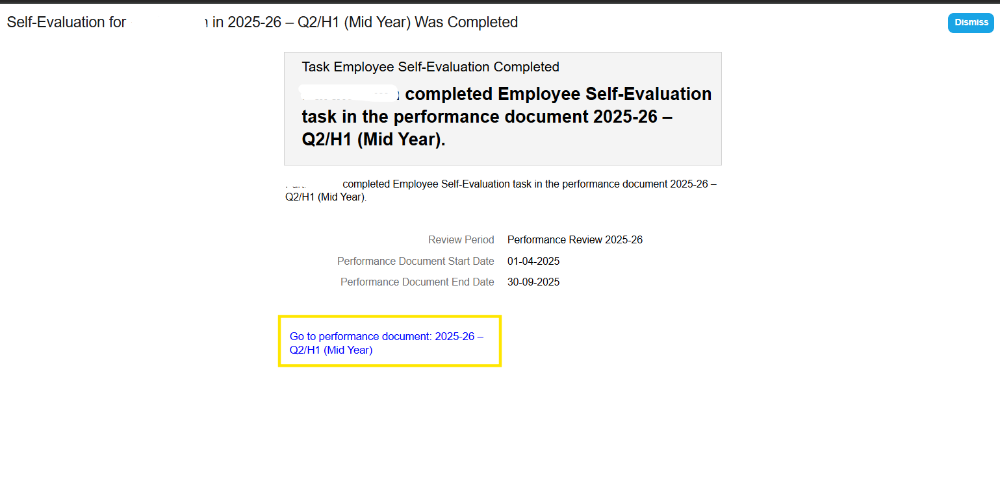 Self-Evaluation for in 2025-26 – Q2/H1 (Mid Year) Was Completed
Dismiss
Task Employee Self-Evaluation Completed
completed Employee Self-Evaluation
task in the performance document 2025-26 –
Q2/H1 (Mid Year).
completed Employee Self-Evaluation task in the performance document 2025-26 –
Q2/H1 (Mid Year).
Review Period Performance Review 2025-26
Performance Document Start Date 01-04-2025
Performance Document End Date 30-09-2025
Go to performance document: 2025-26 –
Q2/H1 (Mid Year)